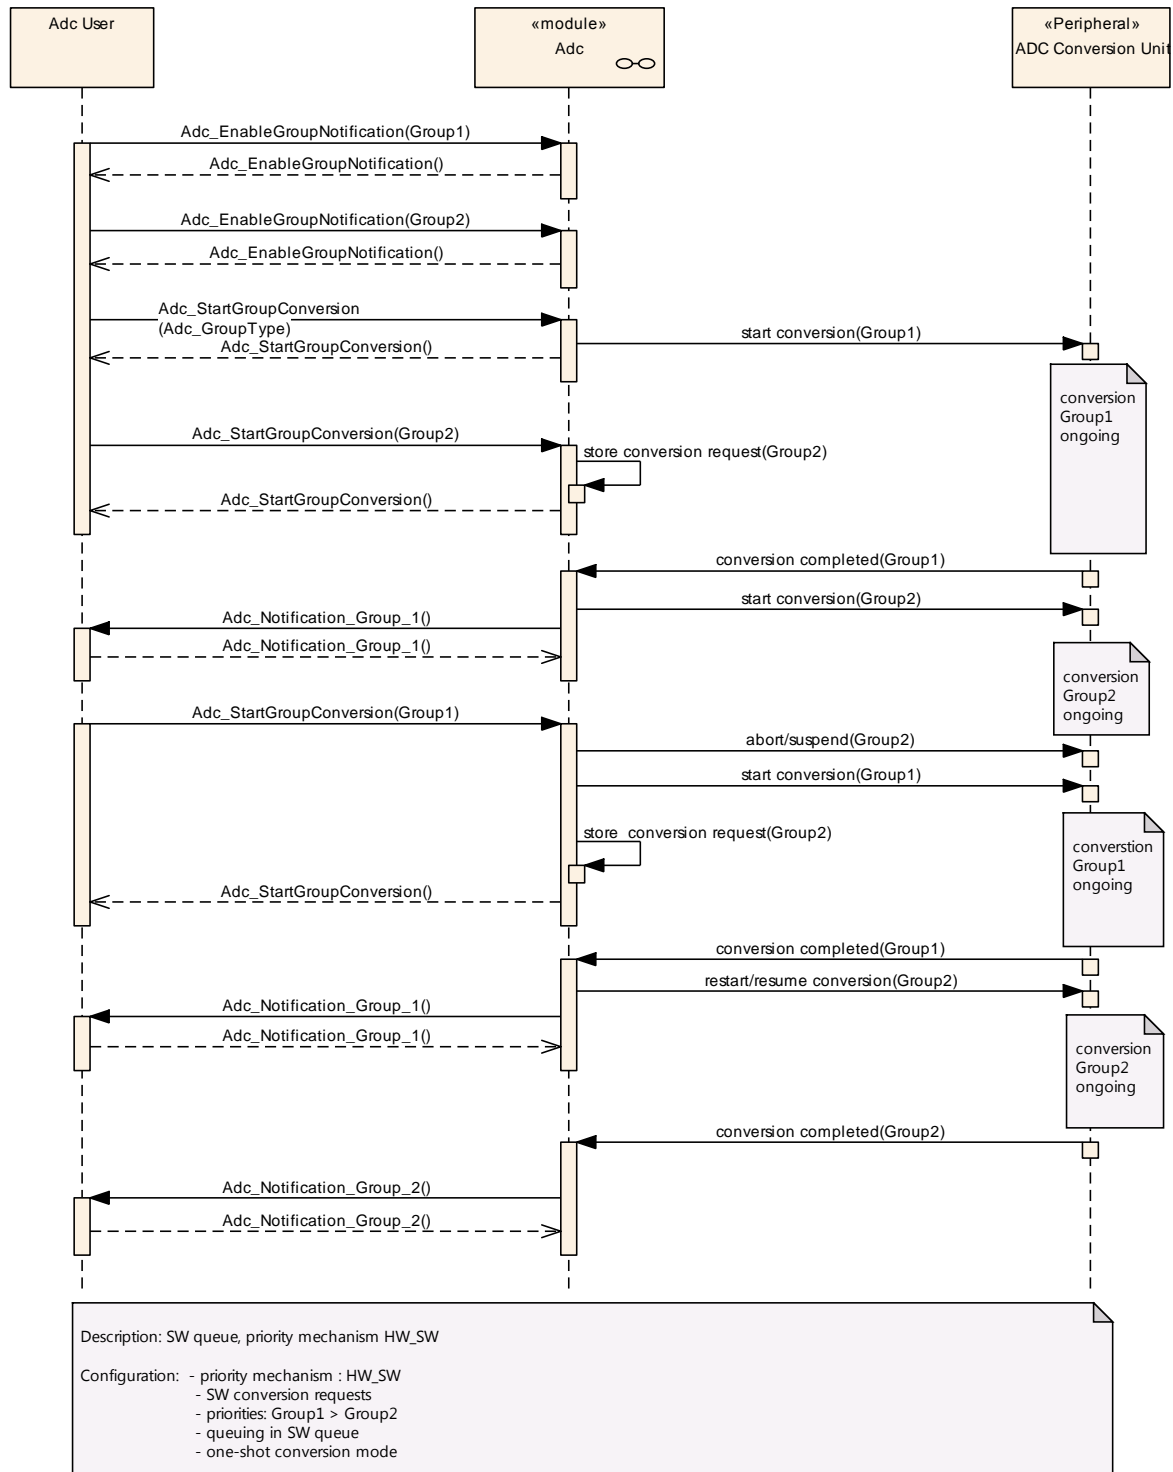 Adc User
«module»
Adc
«Peripheral»
ADC Conversion Unit
Adc_EnableGroupNotification(Group1)
Adc_EnableGroupNotification()
Adc_EnableGroupNotification(Group2)
Adc_EnableGroupNotification()
Adc_StartGroupConversion
(Adc_GroupType)
start conversion(Group1)
Adc_StartGroupConversion()
conversion
Group1
ongoing
Adc_StartGroupConversion(Group2)
store conversion request(Group2)
Adc_StartGroupConversion()
conversion completed(Group1)
start conversion(Group2)
Adc_Notification_Group_1()
Adc_Notification_Group_1()
conversion
Group2
ongoing
Adc_StartGroupConversion(Group1)
abort/suspend(Group2)
start conversion(Group1)
store  conversion request(Group2)
converstion
Group1
ongoing
Adc_StartGroupConversion()
conversion completed(Group1)
restart/resume conversion(Group2)
Adc_Notification_Group_1()
Adc_Notification_Group_1()
conversion
Group2
ongoing
conversion completed(Group2)
Adc_Notification_Group_2()
Adc_Notification_Group_2()
Description: SW queue, priority mechanism HW_SW
Configuration:  - priority mechanism : HW_SW
- SW conversion requests
- priorities: Group1 > Group2
- queuing in SW queue
- one-shot conversion mode